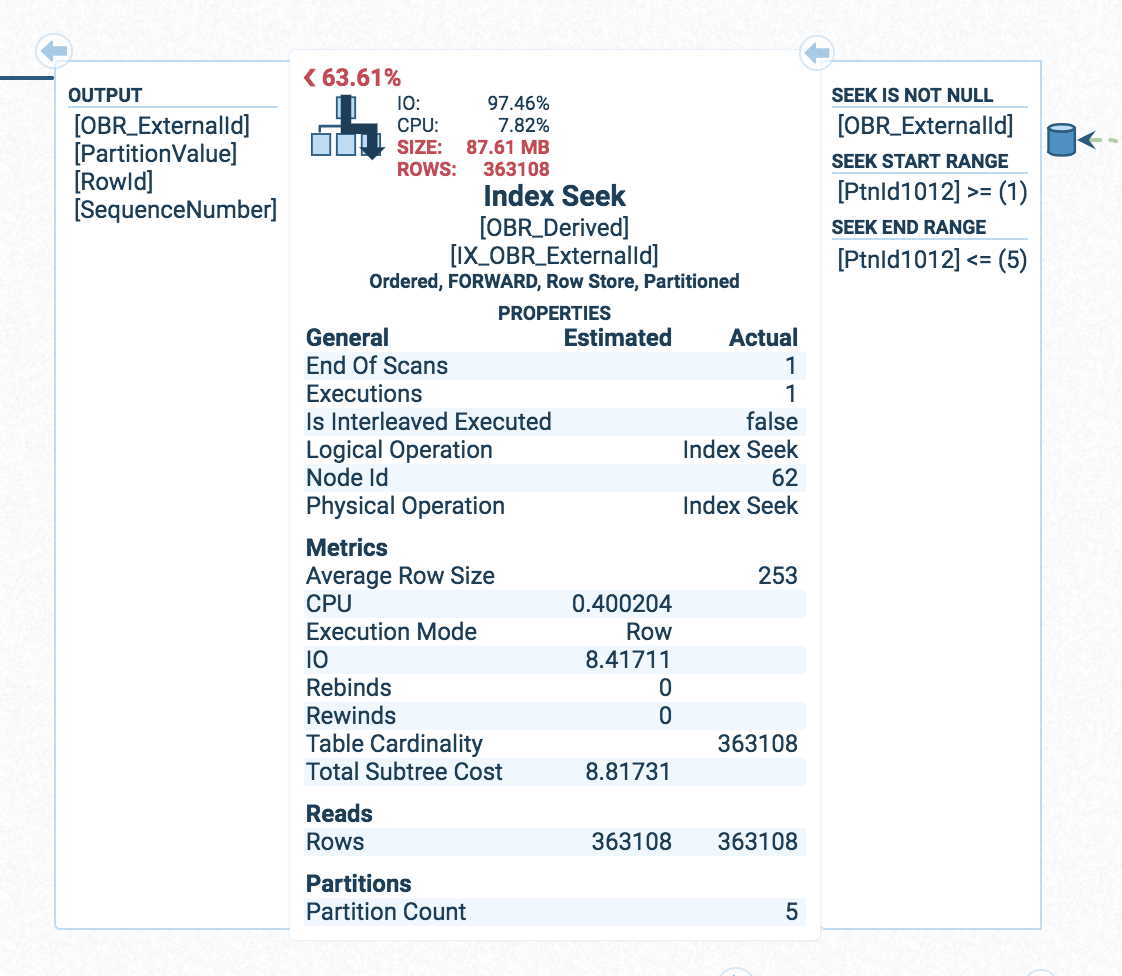 OUTPUT
[OBR_ExternalId]
[PartitionValue]
[RowId]
[SequenceNumber]
63.61%
IO: 97.46%
CPU: 7.82%
SIZE: 87.61 MB
ROWS: 363108
Index Seek
[OBR_Derived]
[IX_OBR_ExternalId]
Ordered, FORWARD, Row Store, Partitioned
PROPERTIES
General Estimated Actual
End Of Scans 1
Executions 1
Is Interleaved Executed false
Logical Operation Index Seek
Node Id 62
Physical Operation Index Seek
Metrics
Average Row Size 253
CPU 0.400204
Execution Mode Row
IO 8.41711
Rebinds 0
Rewinds 0
Table Cardinality 363108
Total Subtree Cost 8.81731
Reads
Rows 363108 363108
Partitions
Partition Count 5
SEEK IS NOT NULL
[OBR_ExternalId]
SEEK START RANGE
[PtnId1012] >= (1)
SEEK END RANGE
[PtnId1012] <= (5)